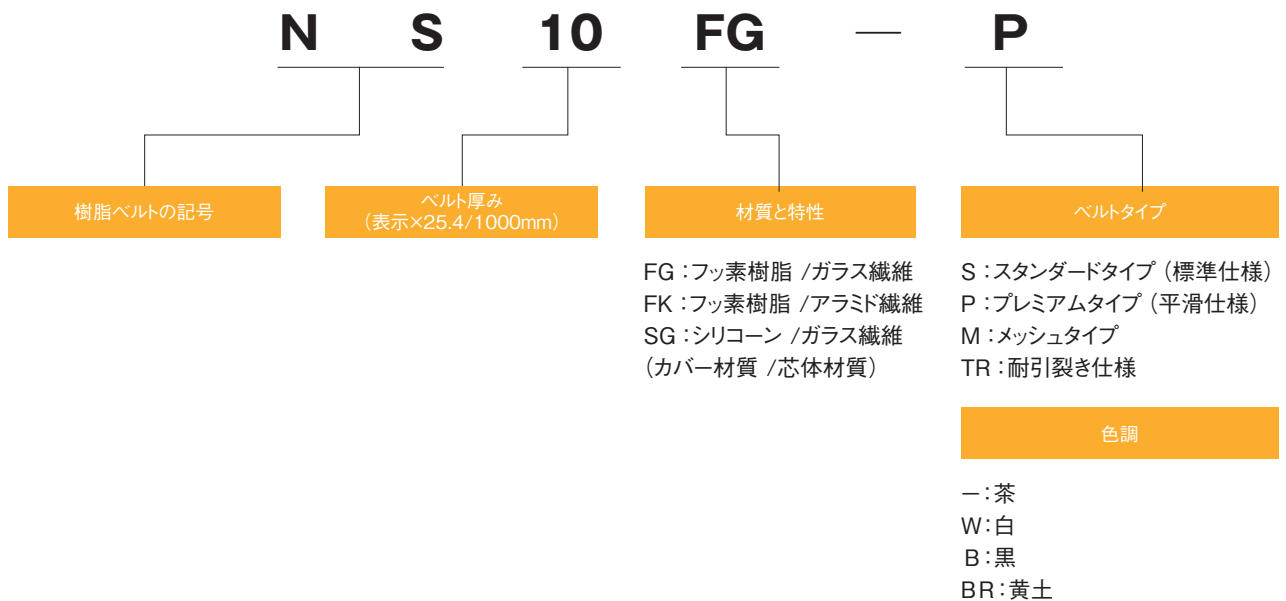 N S 10 FG — P
樹脂ベルトの記号
ベルト厚み
(表示×25.4/1000mm)
材質と特性
ベルトタイプ
FG：フッ素樹脂 /ガラス繊維
FK：フッ素樹脂 /アラミド繊維
SG：シリコーン /ガラス繊維
(カバー材質 /芯体材質)
S：スタンダードタイプ (標準仕様)
P：プレミアムタイプ (平滑仕様)
M：メッシュタイプ
TR：耐引裂き仕様
色調
－：茶
W：白
B：黒
BR：黄土